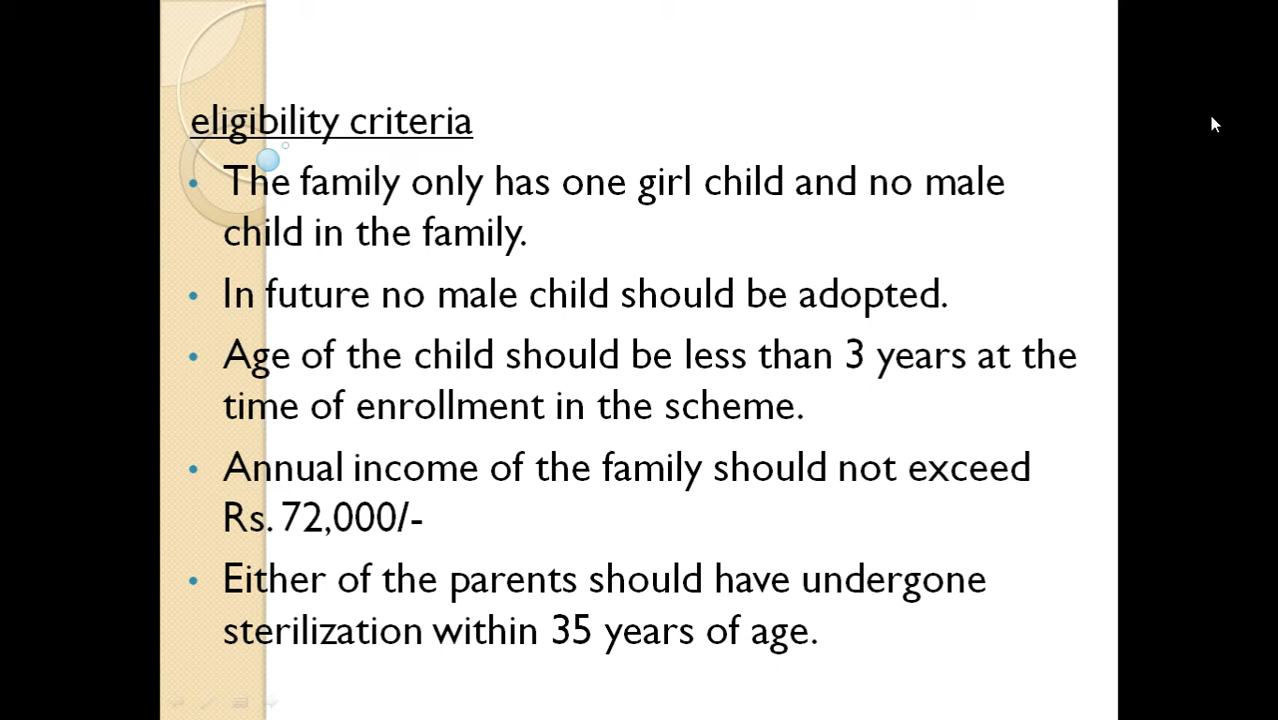 eligibility criteria
• The family only has one girl child and no male
child in the family.
• In future no male child should be adopted.
• Age of the child should be less than 3 years at the
time of enrollment in the scheme.
• Annual income of the family should not exceed
Rs. 72,000/-
• Either of the parents should have undergone
sterilization within 35 years of age.